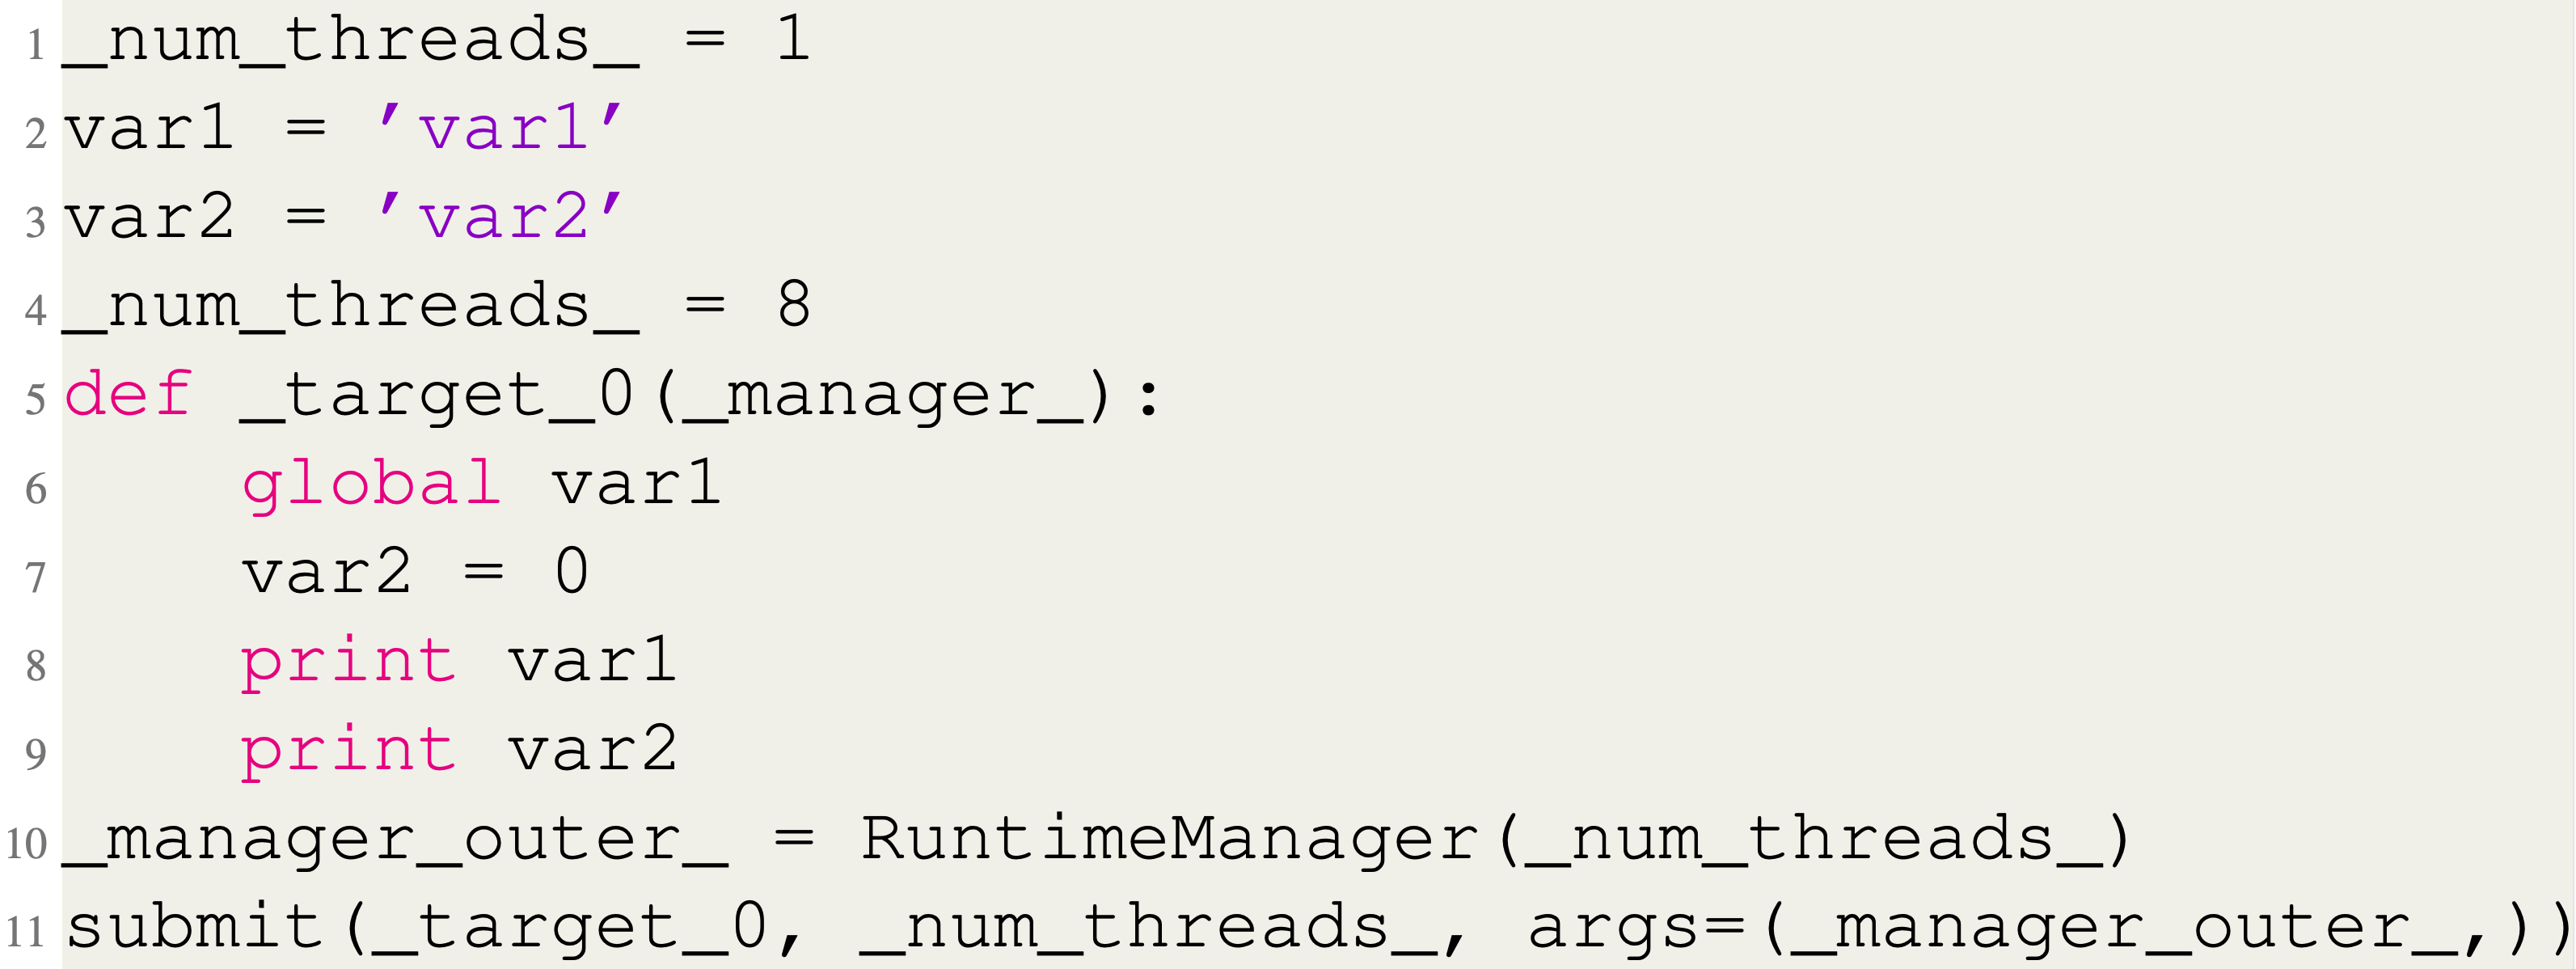 1 _num_threads_ = 1
2 var1 = 'var1'
3 var2 = 'var2'
4 _num_threads_ = 8
5 def _target_0(_manager_):
6     global var1
7     var2 = 0
8     print var1
9     print var2
10 _manager_outer_ = RuntimeManager(_num_threads_)
11 submit(_target_0, _num_threads_, args=(_manager_outer_,))